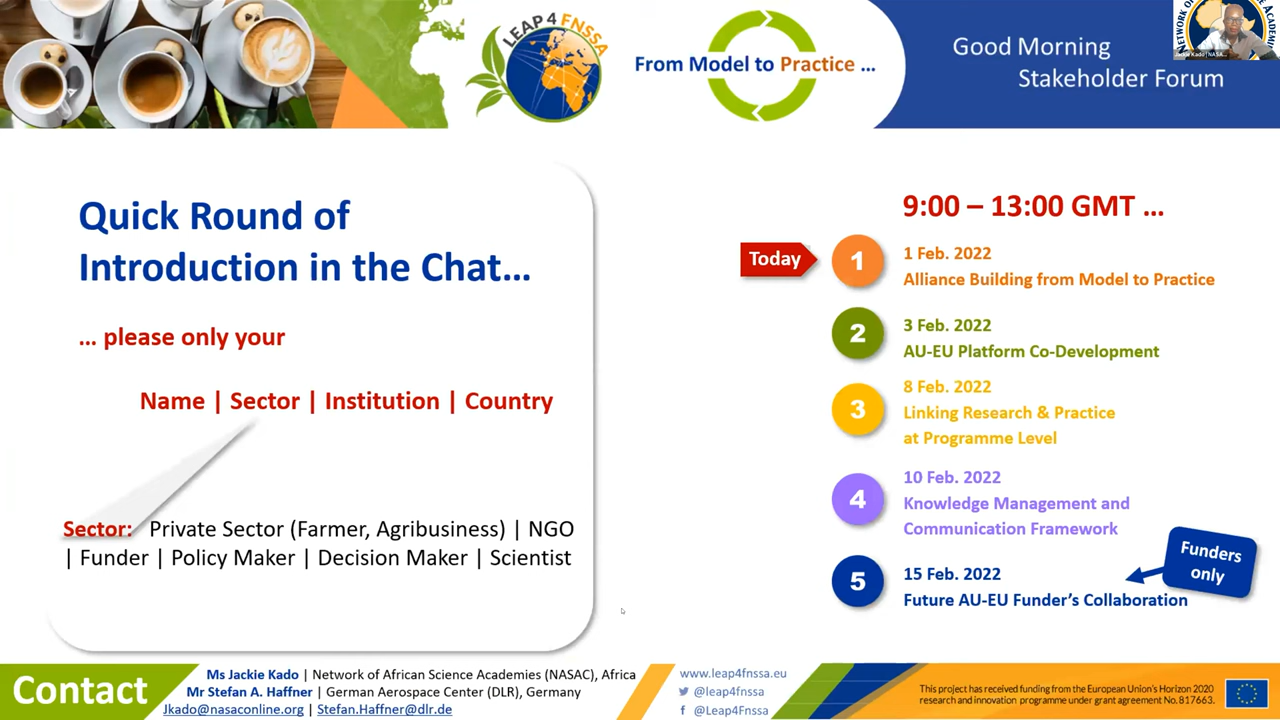 LEAP4FNSSA
From Model to Practice ...
Good Morning
Stakeholder Forum
NETWORK OF
ACADEM
Jackie Kado | NASA...
Quick Round of
Introduction in the Chat...
... please only your
Name | Sector | Institution | Country
Sector: Private Sector (Farmer, Agribusiness) | NGO
| Funder | Policy Maker | Decision Maker | Scientist
9:00 – 13:00 GMT ...
Today
1
1 Feb. 2022
Alliance Building from Model to Practice
2
3 Feb. 2022
AU-EU Platform Co-Development
3
8 Feb. 2022
Linking Research & Practice
at Programme Level
4
10 Feb. 2022
Knowledge Management and
Communication Framework
Funders
only
5
15 Feb. 2022
Future AU-EU Funder's Collaboration
Contact
Ms Jackie Kado | Network of African Science Academies (NASAC), Africa
Mr Stefan A. Haffner | German Aerospace Center (DLR), Germany
Jkado@nasaconline.org | Stefan.Haffner@dlr.de
www.leap4fnssa.eu
@leap4fnssa
@Leap4Fnssa
This project has received funding from the European Union's Horizon 2020
research and innovation programme under grant agreement No. 817663.